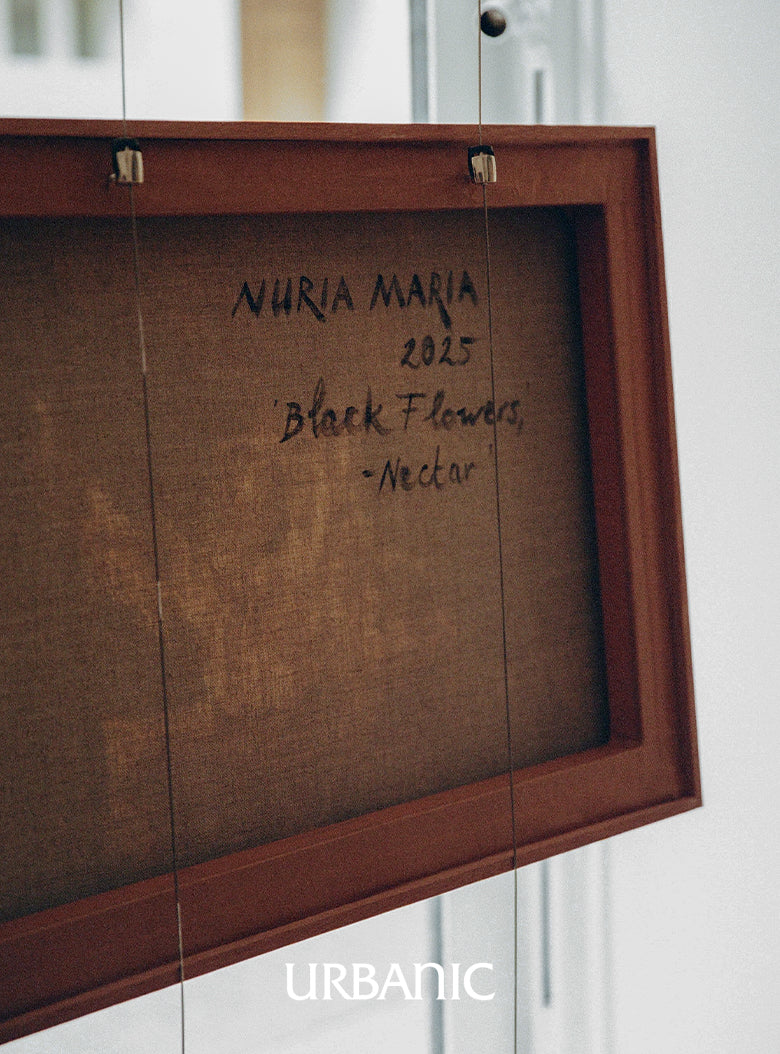 NURIA MARIA
2025
'Black Flowers,'
-Nectar'
URBANIC